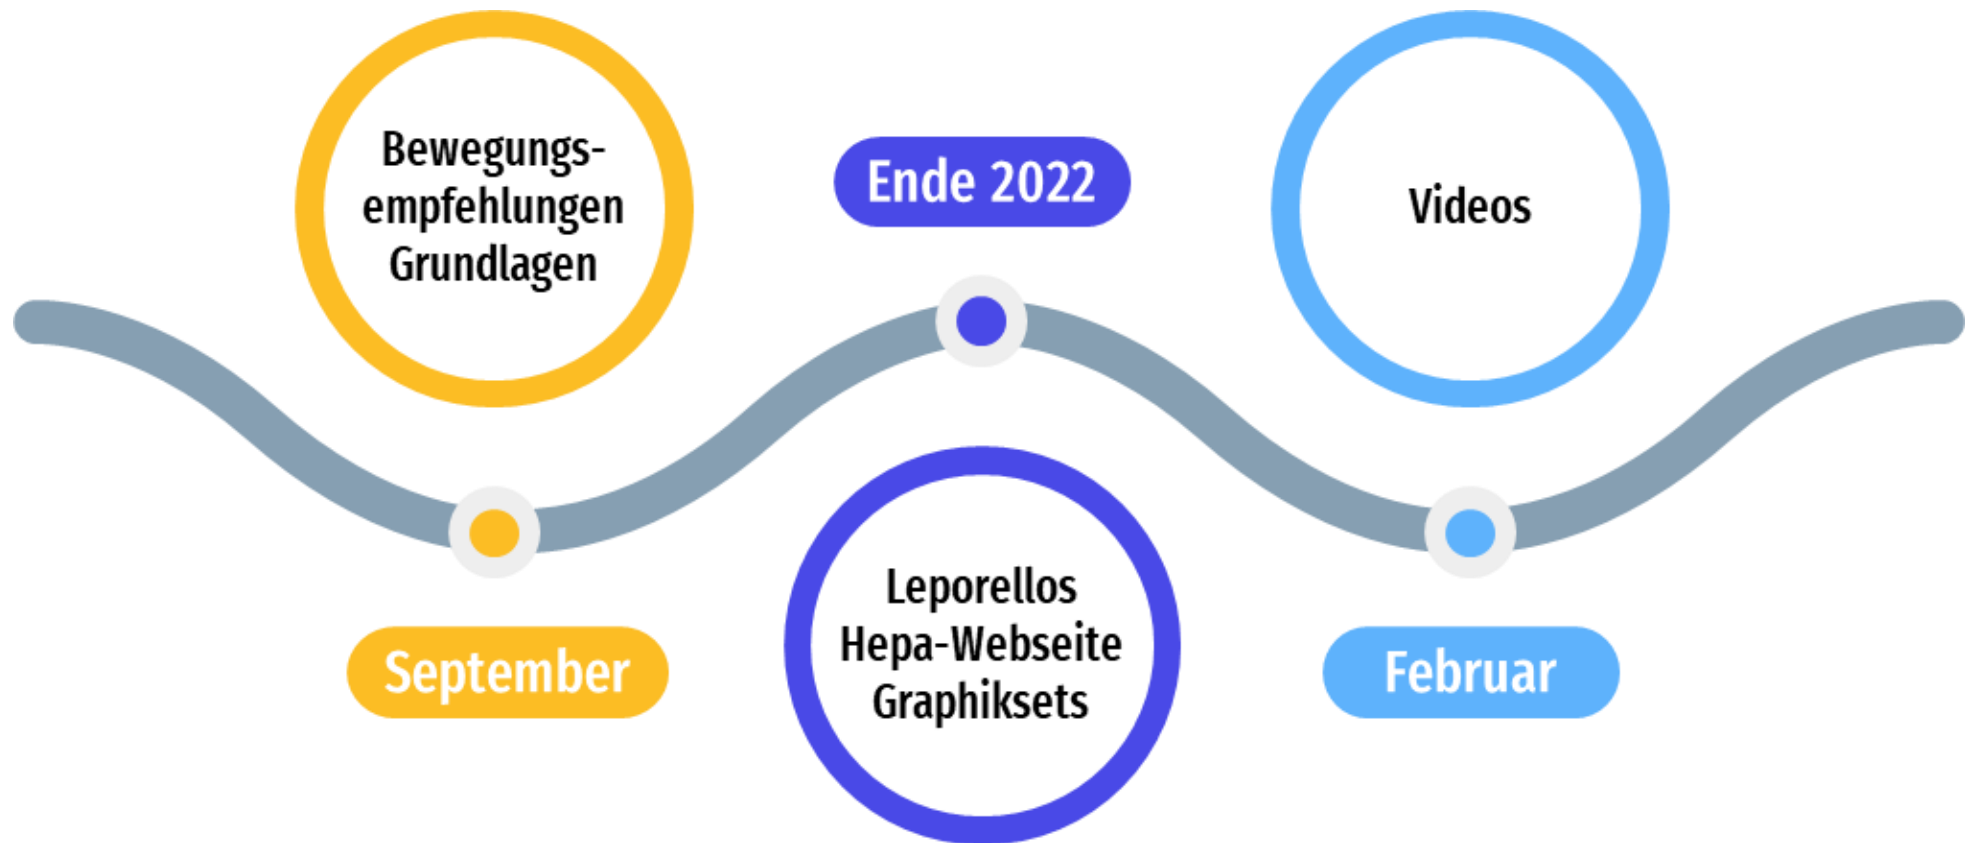 Bewegungs-
empfehlungen
Grundlagen
September
Ende 2022
Leporellos
Hepa-Webseite
Graphiksets
Videos
Februar